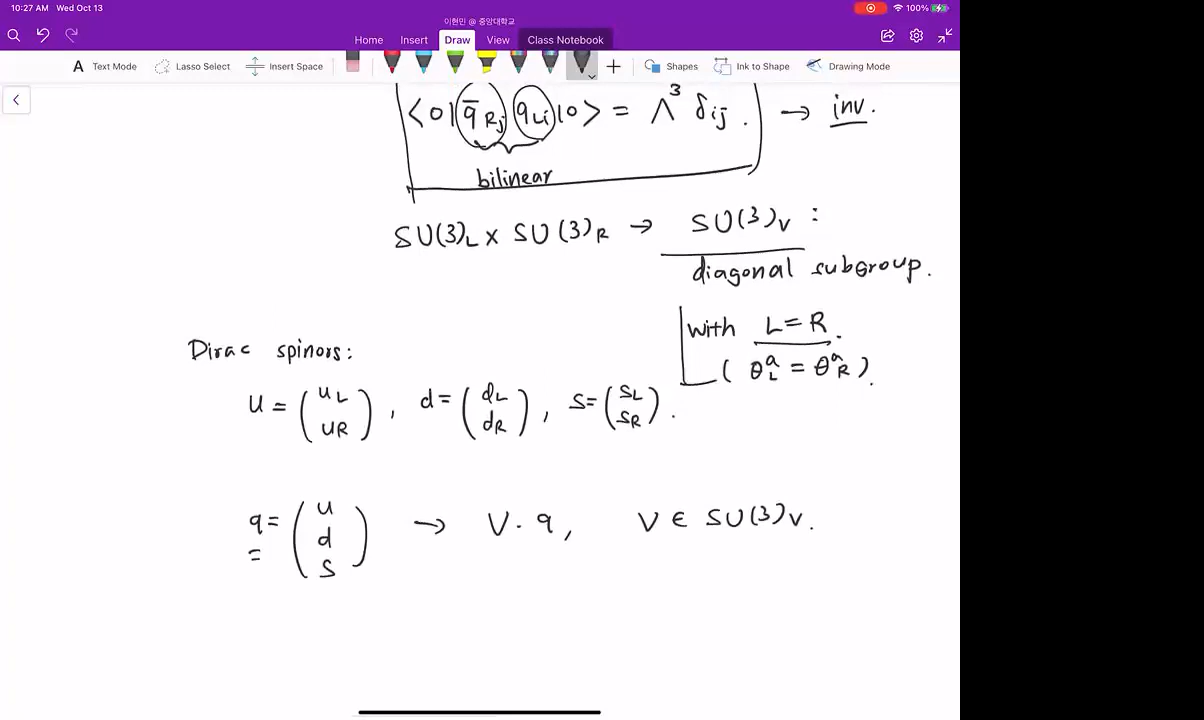 10:27 AM Wed Oct 13
100%
이현민 @ 중앙대학교
Home Insert Draw View Class Notebook
A Text Mode Lasso Select Insert Space Shapes Ink to Shape Drawing Mode
<0|q̄Rj qLi|0> = Λ³ δij . → inv.
bilinear
SU(3)L x SU(3)R → SU(3)V :
diagonal subgroup.
with L=R.
(θᵃL = θᵃR).
Dirac spinors:
u = (uL uR), d = (dL dR), s = (sL sR).
q = (u d s) → V · q, V ∈ SU(3)V.
=